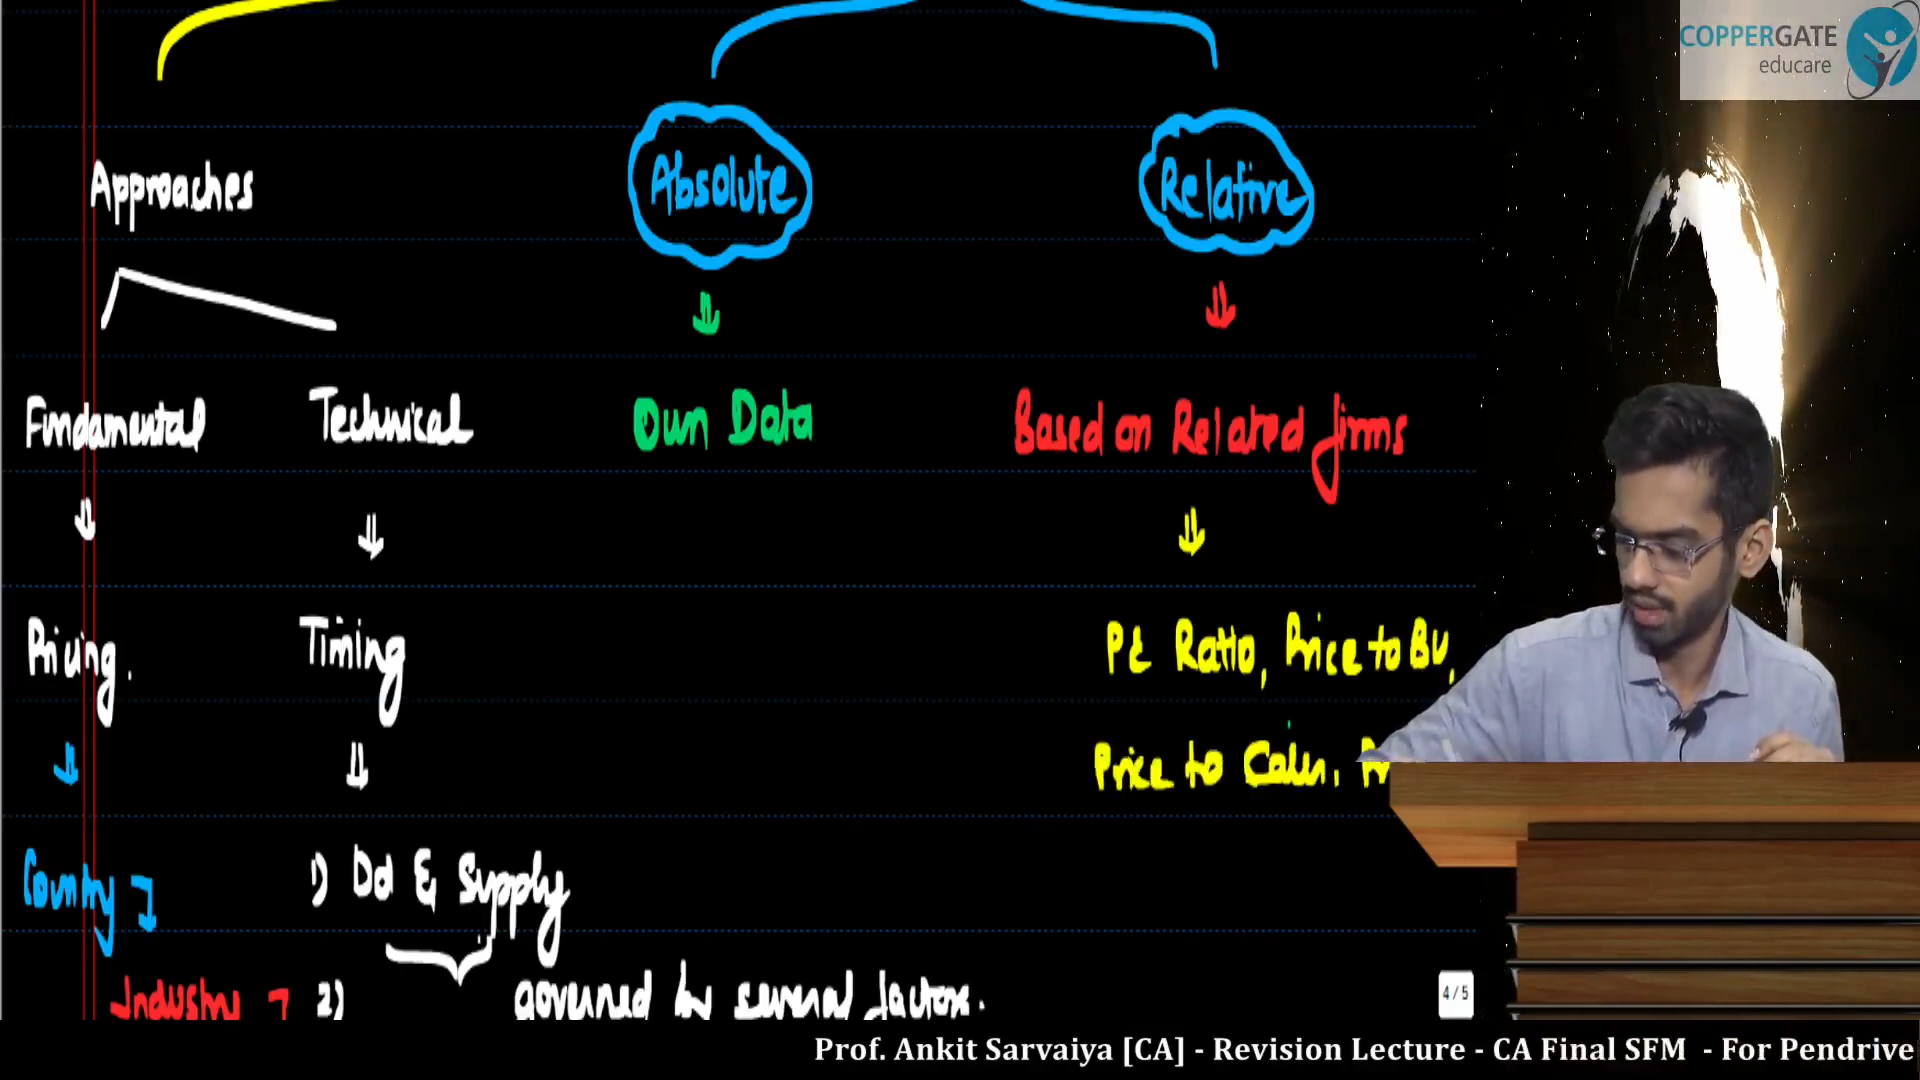 COPPERGATE
educare
Approaches
Absolute
Relative
Fundamental
Technical
Own Data
Based on Related firms
Pricing.
Timing
PE Ratio, Price to BV,
Price to
Country
1) Dd & Supply
Industry
2)
governed by several factors.
4/5
Prof. Ankit Sarvaiya [CA] - Revision Lecture - CA Final SFM - For Pendrive